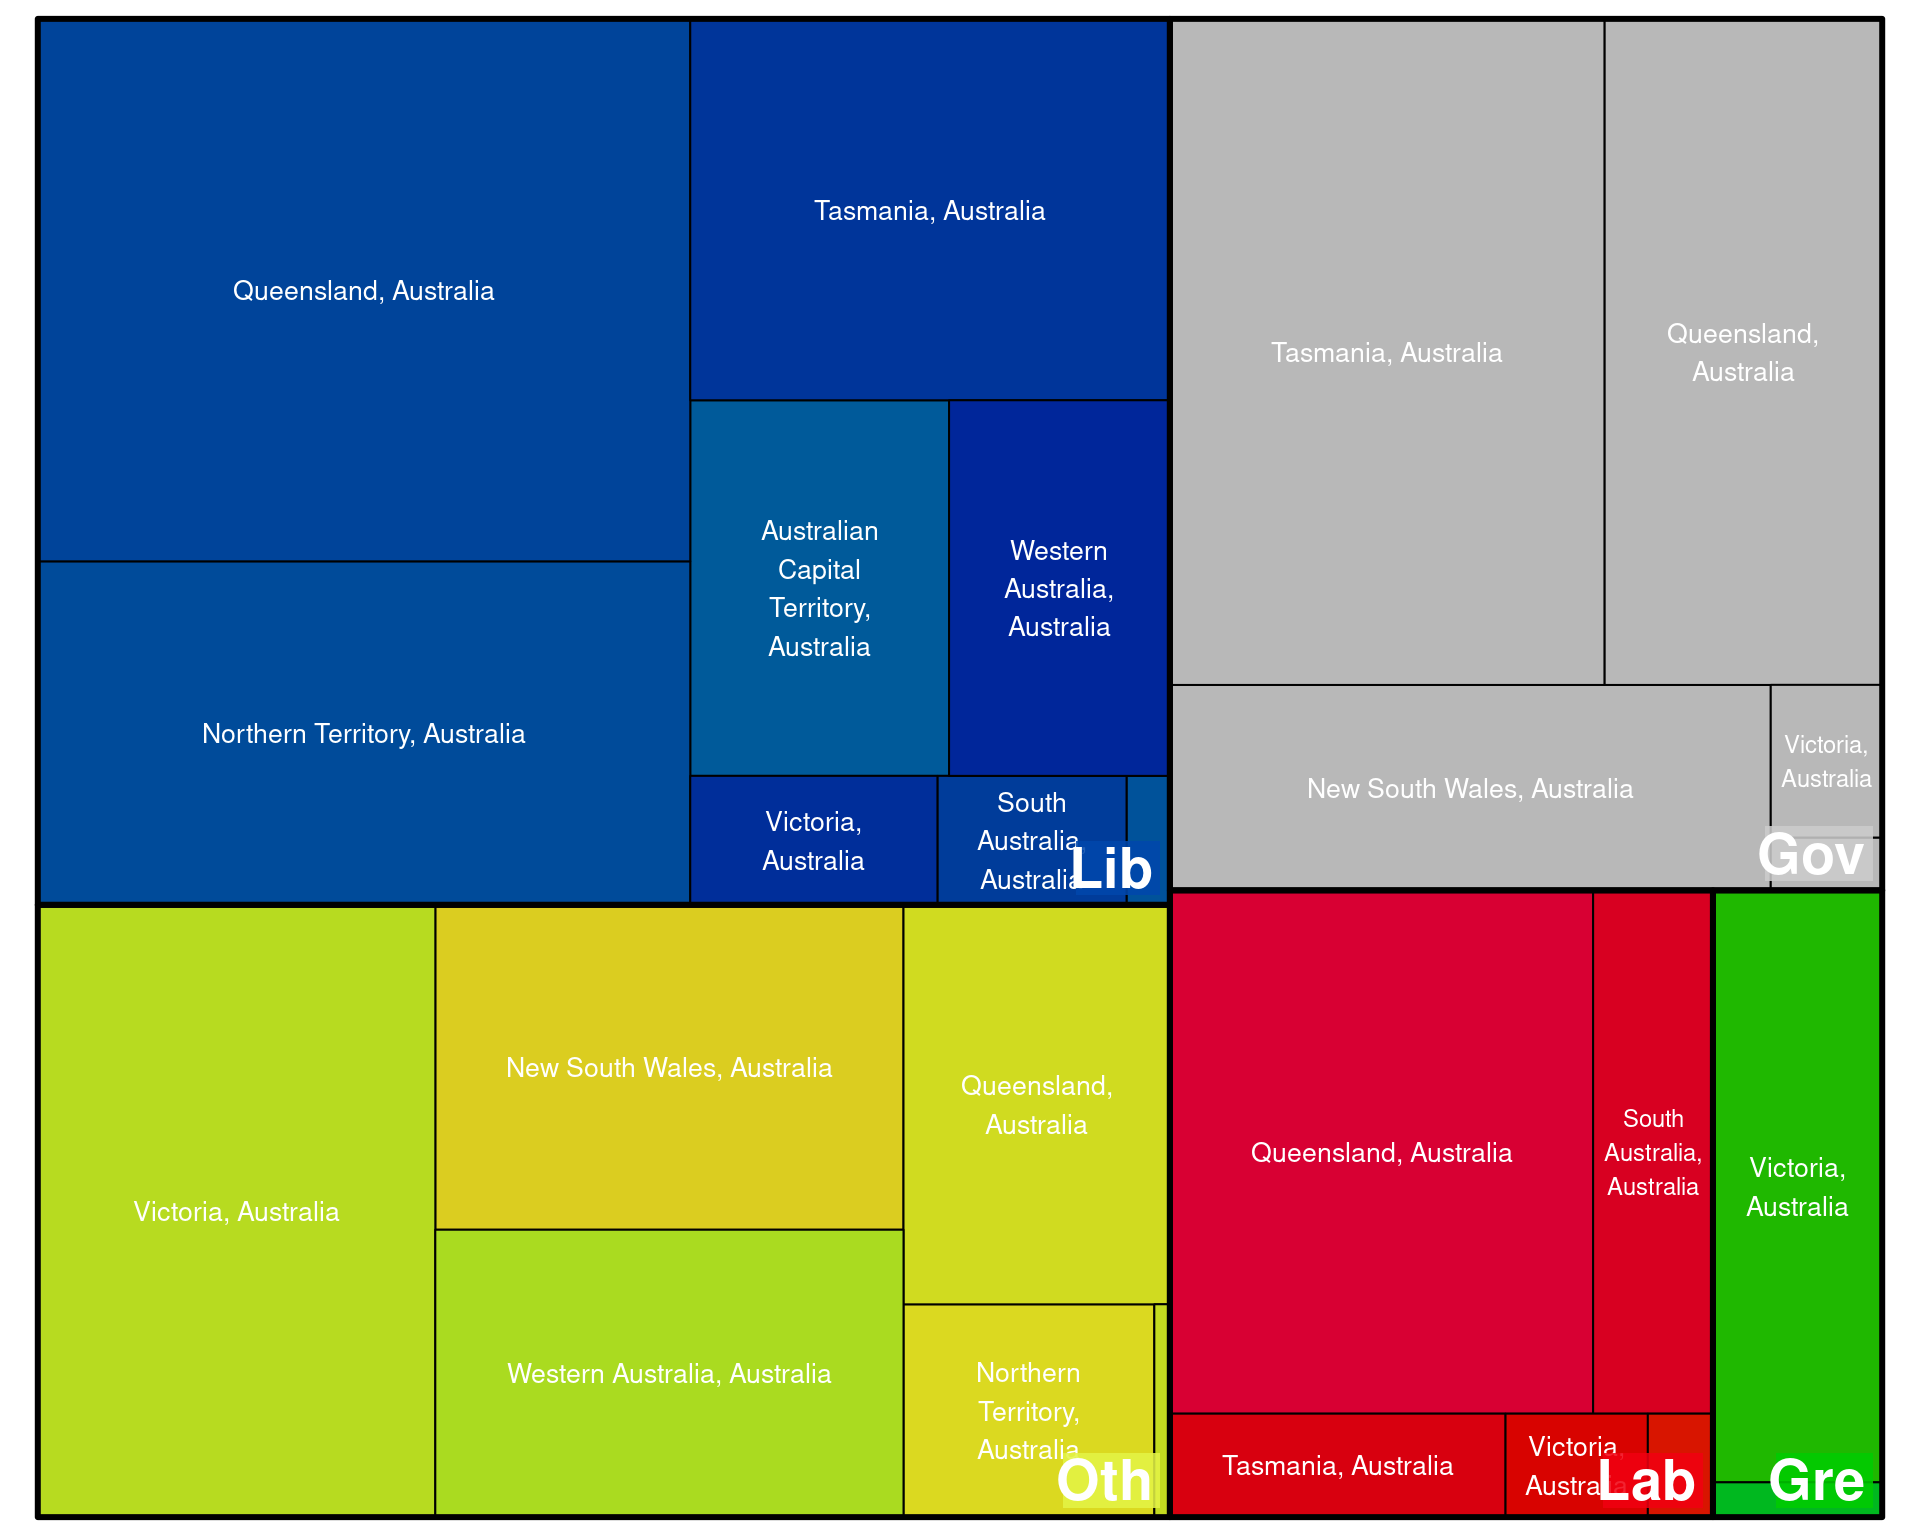 Queensland, Australia
Tasmania, Australia
Northern Territory, Australia
Australian
Capital
Territory,
Australia
Western
Australia,
Australia
Victoria,
Australia
South
Australia,
Australia
Lib
Tasmania, Australia
Queensland,
Australia
New South Wales, Australia
Victoria,
Australia
Gov
Victoria, Australia
New South Wales, Australia
Western Australia, Australia
Queensland,
Australia
Northern
Territory,
Australia
Oth
Queensland, Australia
South
Australia,
Australia
Tasmania, Australia
Victoria,
Australia
Lab
Victoria,
Australia
Gre